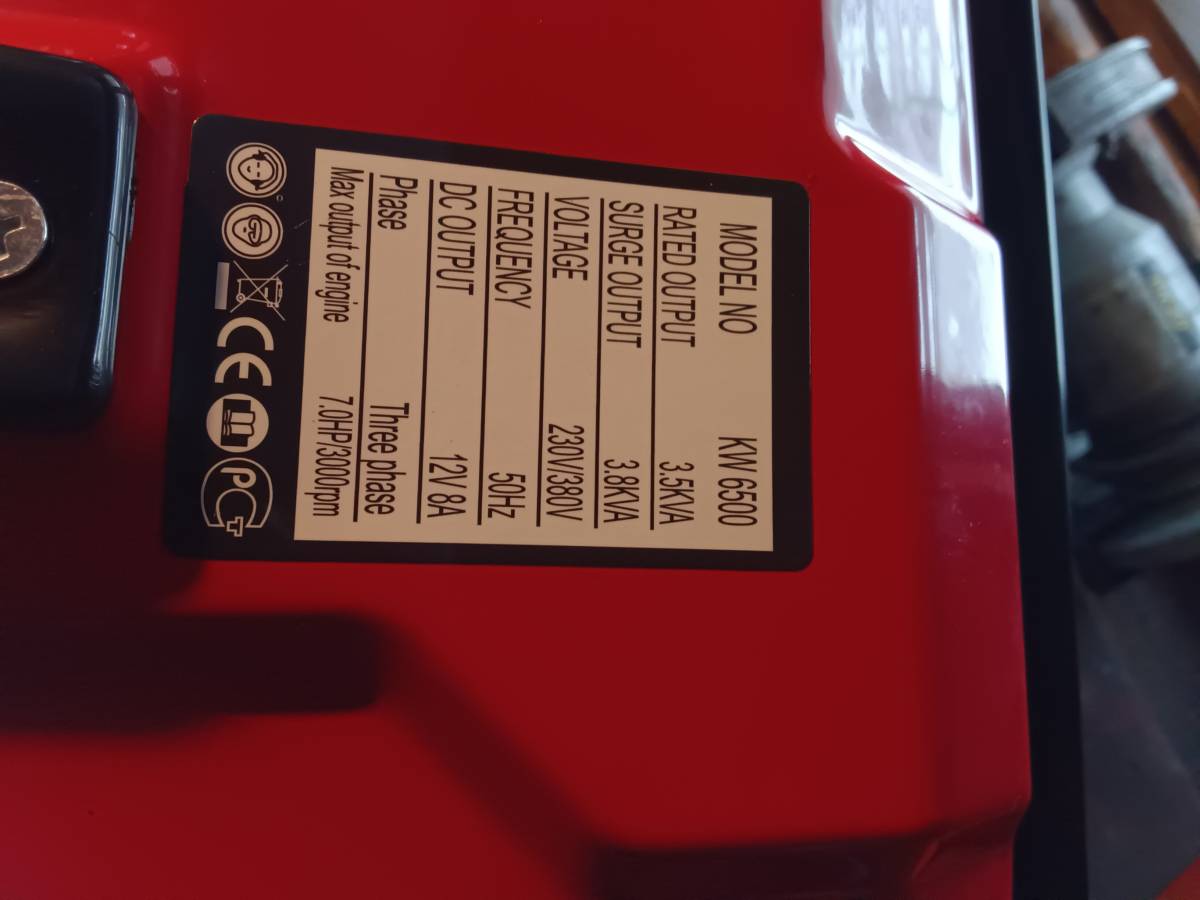 MODEL NO KW 6500
RATED OUTPUT 3.5KVA
SURGE OUTPUT 3.8KVA
VOLTAGE 230V/380V
FREQUENCY 50Hz
DC OUTPUT 12V 8A
Phase Three phase
Max output of engine 7.0HP/3000rpm
CE PCT